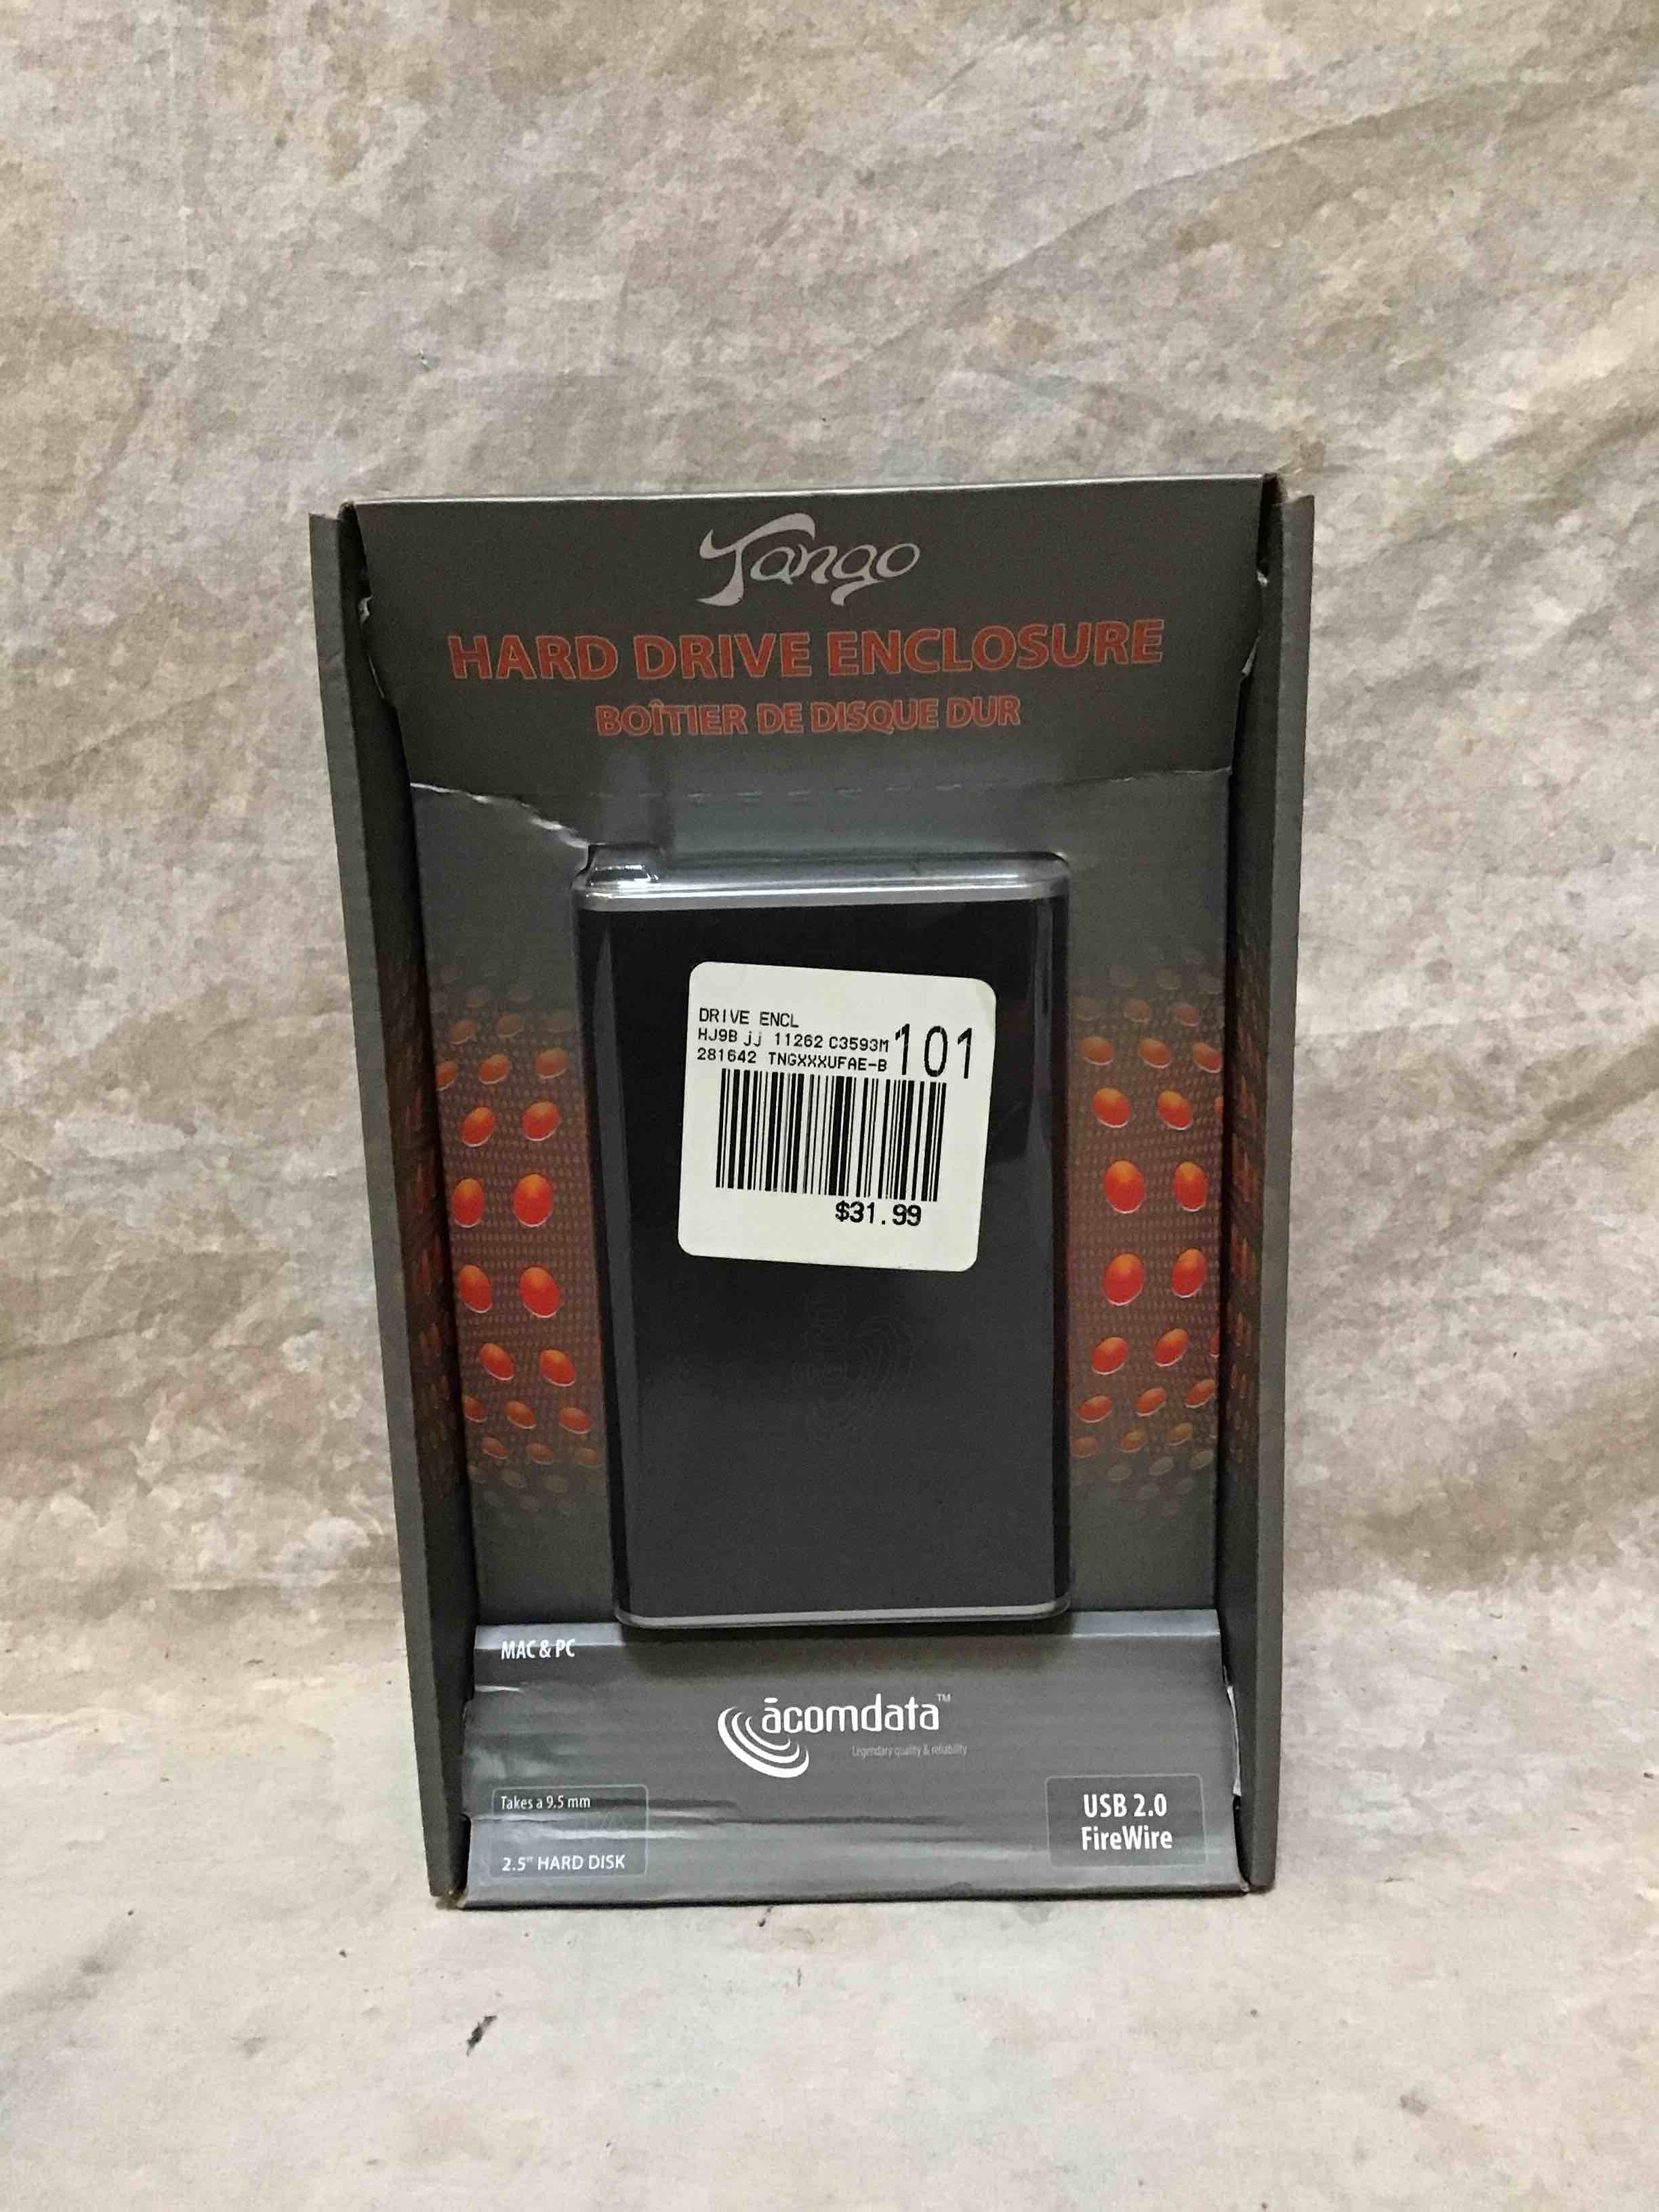 Tango
HARD DRIVE ENCLOSURE
BOÎTIER DE DISQUE DUR
DRIVE ENCL
HJ9B jj 11262 C3593M
281642 TNGXXXUFAE-B
101
$31.99
MAC & PC
ācomdata™
Legendary quality & reliability
Takes a 9.5 mm
2.5" HARD DISK
USB 2.0
FireWire